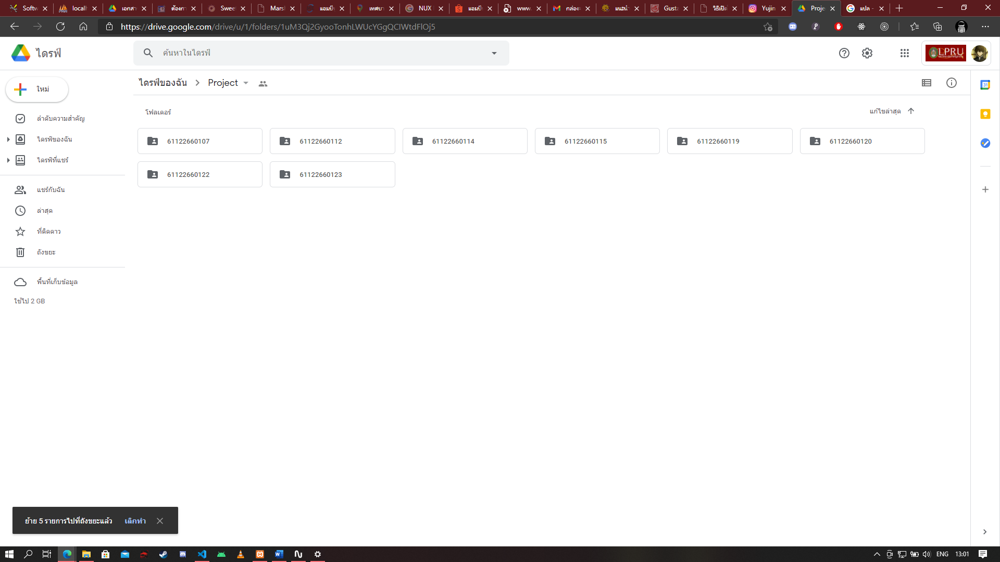 Softw
localh
เอกสา
ต้องกา
Swee
Mars
แอมป์
เทศบา
NUX
แอมป์
www.
กล่องจ
แนะนำ
Gusta
วิธีเปิด
Yujin
Proje
แปล -
https://drive.google.com/drive/u/1/folders/1uM3Qj2GyooTonhLWUcYGgQCIWtdFlOj5
ไดรฟ์
ค้นหาในไดรฟ์
LPRU
ใหม่
ไดรฟ์ของฉัน
Project
โฟลเดอร์
แก้ไขล่าสุด
ลำดับความสำคัญ
ไดรฟ์ของฉัน
ไดรฟ์ที่แชร์
แชร์กับฉัน
ล่าสุด
ที่ติดดาว
ถังขยะ
พื้นที่เก็บข้อมูล
ใช้ไป 2 GB
61122660107
61122660112
61122660114
61122660115
61122660119
61122660120
61122660122
61122660123
31
ย้าย 5 รายการไปที่ถังขยะแล้ว เลิกทำ
ENG
13:01